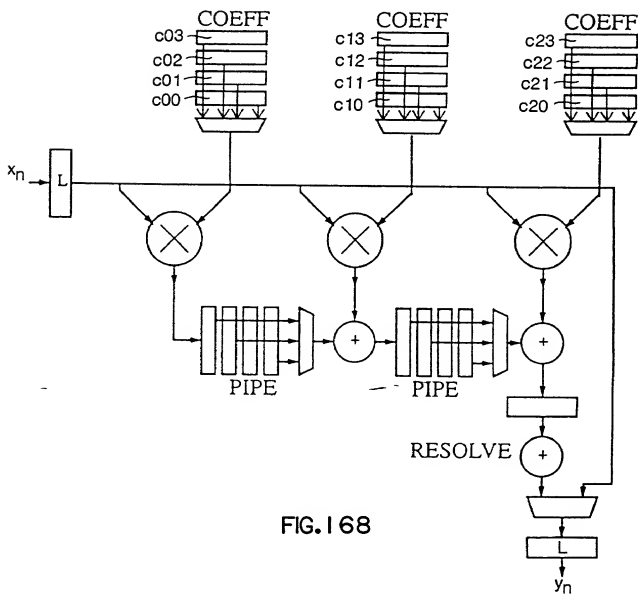 COEFF COEFF COEFF
c03 c13 c23
c02 c12 c22
c01 c11 c21
c00 c10 c20
xn L
PIPE PIPE
+ +
RESOLVE +
FIG.168
L
yn